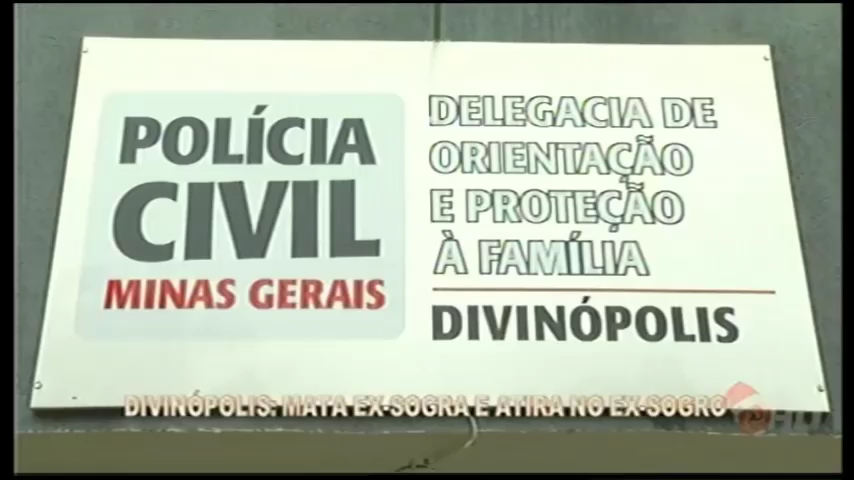 POLÍCIA
CIVIL
MINAS GERAIS
DELEGACIA DE
ORIENTAÇÃO
E PROTEÇÃO
À FAMÍLIA
DIVINÓPOLIS
DIVINÓPOLIS: MATA EX-SOGRA E ATIRA NO EX-SOGRO